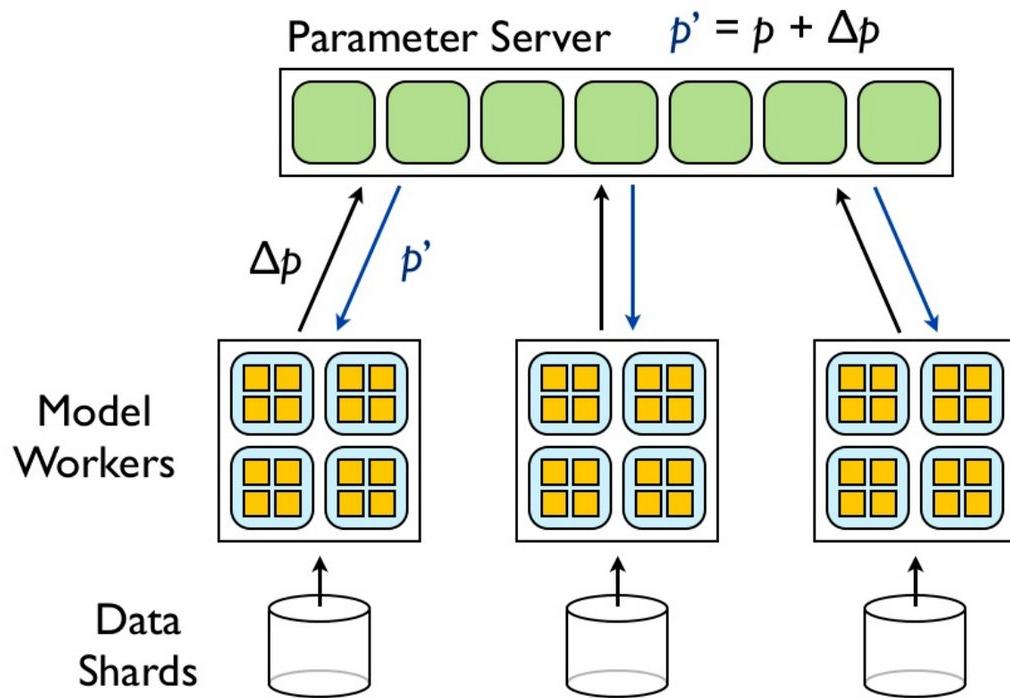 Parameter Server
p’ = p + Δp
Δp
p’
Model
Workers
Data
Shards